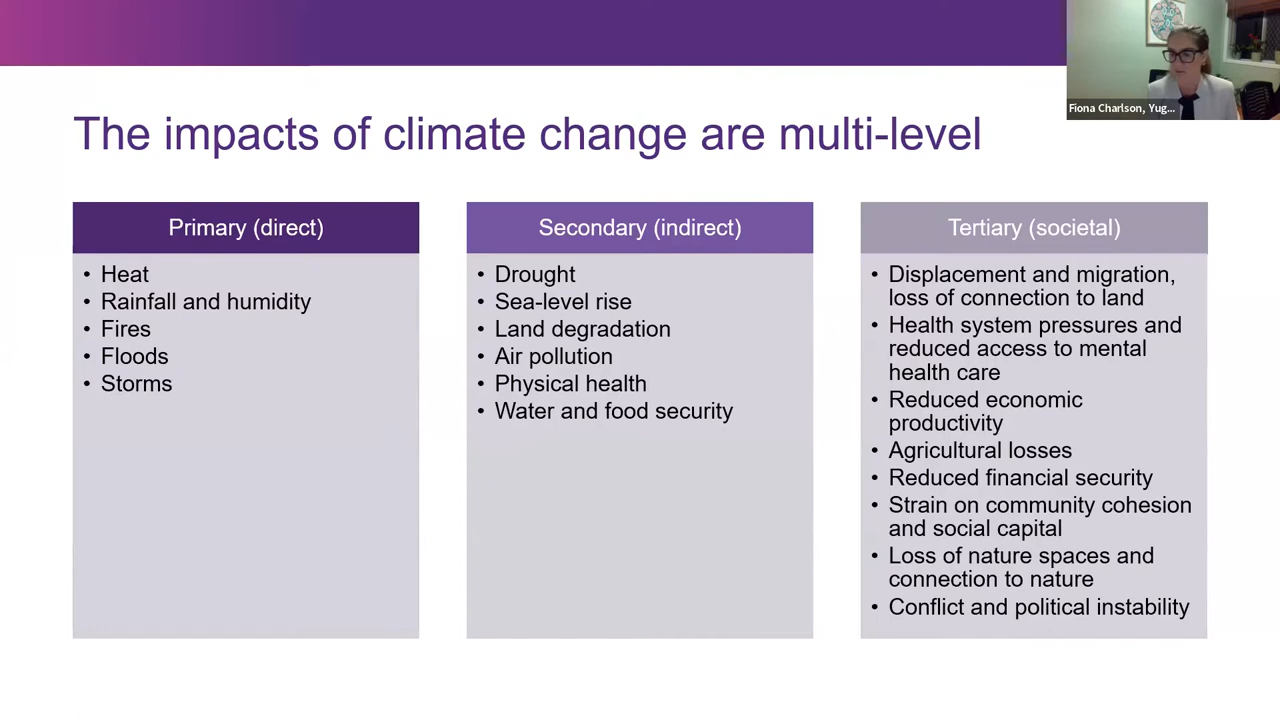 Fiona Charlson, Yug...
The impacts of climate change are multi-level
Primary (direct)
• Heat
• Rainfall and humidity
• Fires
• Floods
• Storms
Secondary (indirect)
• Drought
• Sea-level rise
• Land degradation
• Air pollution
• Physical health
• Water and food security
Tertiary (societal)
• Displacement and migration,
loss of connection to land
• Health system pressures and
reduced access to mental
health care
• Reduced economic
productivity
• Agricultural losses
• Reduced financial security
• Strain on community cohesion
and social capital
• Loss of nature spaces and
connection to nature
• Conflict and political instability